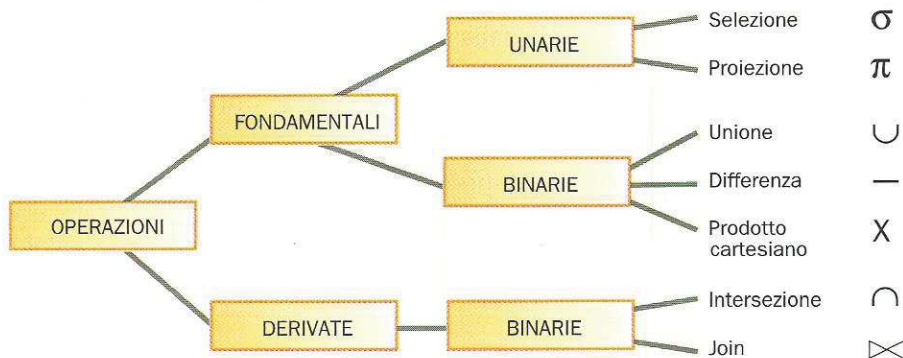 Selezione σ
UNARIE
Proiezione π
FONDAMENTALI
Unione ∪
BINARIE
Differenza —
OPERAZIONI
Prodotto
cartesiano X
Intersezione ∩
DERIVATE
BINARIE
Join ⋈